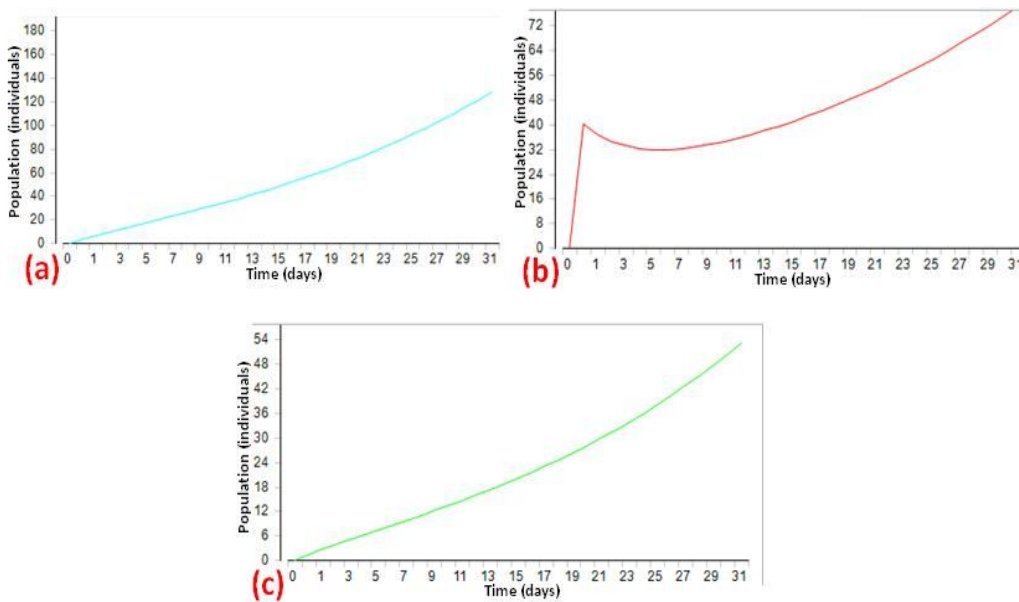 Population (individuals)
180
160
140
120
100
80
60
40
20
0
0 1 3 5 7 9 11 13 15 17 19 21 23 25 27 29 31
Time (days)
(a)
Population (individuals)
72
64
56
48
40
32
24
16
8
0
0 1 3 5 7 9 11 13 15 17 19 21 23 25 27 29 31
Time (days)
(b)
Population (individuals)
54
48
42
36
30
24
18
12
6
0
0 1 3 5 7 9 11 13 15 17 19 21 23 25 27 29 31
Time (days)
(c)